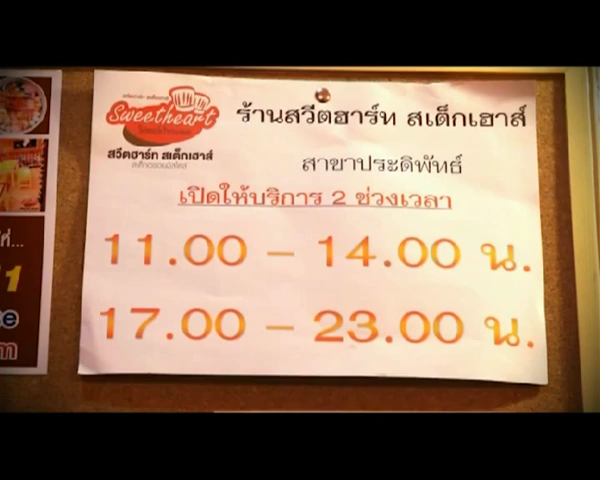 Sweetheart
สวีตฮาร์ท สเต็กเฮาส์
ร้านสวีตฮาร์ท สเต็กเฮาส์
สาขาประดิพัทธ์
เปิดให้บริการ 2 ช่วงเวลา
11.00 – 14.00 น.
17.00 – 23.00 น.
ที่...
1
e
m